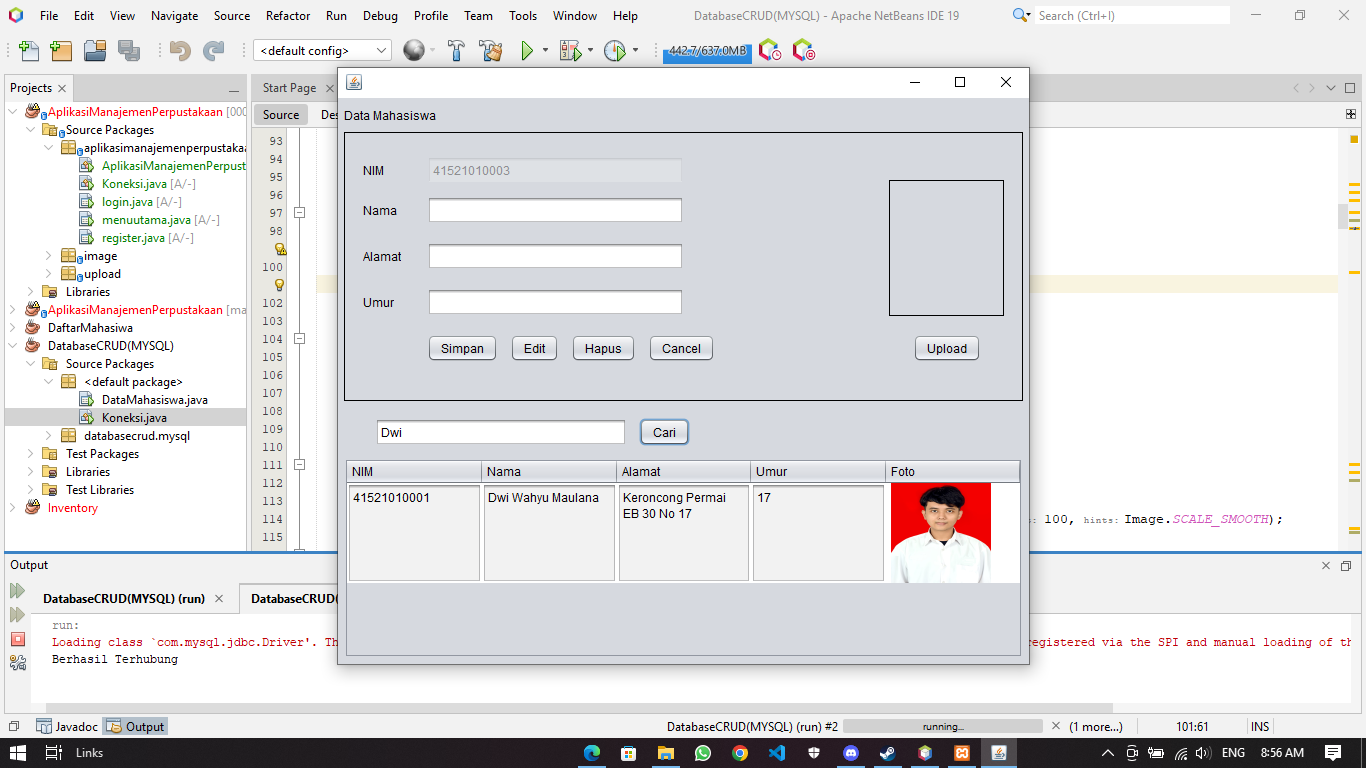 File Edit View Navigate Source Refactor Run Debug Profile Team Tools Window Help DatabaseCRUD(MYSQL) - Apache NetBeans IDE 19 Search (Ctrl+I)
<default config> 442.7/637.0MB
Projects
Start Page
AplikasiManajemenPerpustakaan [000
Source Packages
aplikasimanajemenperpustaka
AplikasiManajemenPerpust
Koneksi.java [A/-]
login.java [A/-]
menuutama.java [A/-]
register.java [A/-]
image
upload
Libraries
AplikasiManajemenPerpustakaan [ma
DaftarMahasiwa
DatabaseCRUD(MYSQL)
Source Packages
<default package>
DataMahasiswa.java
Koneksi.java
databasecrud.mysql
Test Packages
Libraries
Test Libraries
Inventory
Source Des
93
94
95
96
97
98
100
102
103
104
105
106
107
108
109
110
111
112
113
114
115
Data Mahasiswa
NIM 41521010003
Nama
Alamat
Umur
Simpan Edit Hapus Cancel Upload
Dwi Cari
NIM Nama Alamat Umur Foto
41521010001 Dwi Wahyu Maulana Keroncong Permai 17
EB 30 No 17
s: 100, hints: Image.SCALE_SMOOTH);
Output
DatabaseCRUD(MYSQL) (run) DatabaseCRUD(
run:
Loading class `com.mysql.jdbc.Driver'. Th egistered via the SPI and manual loading of th
Berhasil Terhubung
Javadoc Output DatabaseCRUD(MYSQL) (run) #2 running... (1 more...) 101:61 INS
Links ENG 8:56 AM